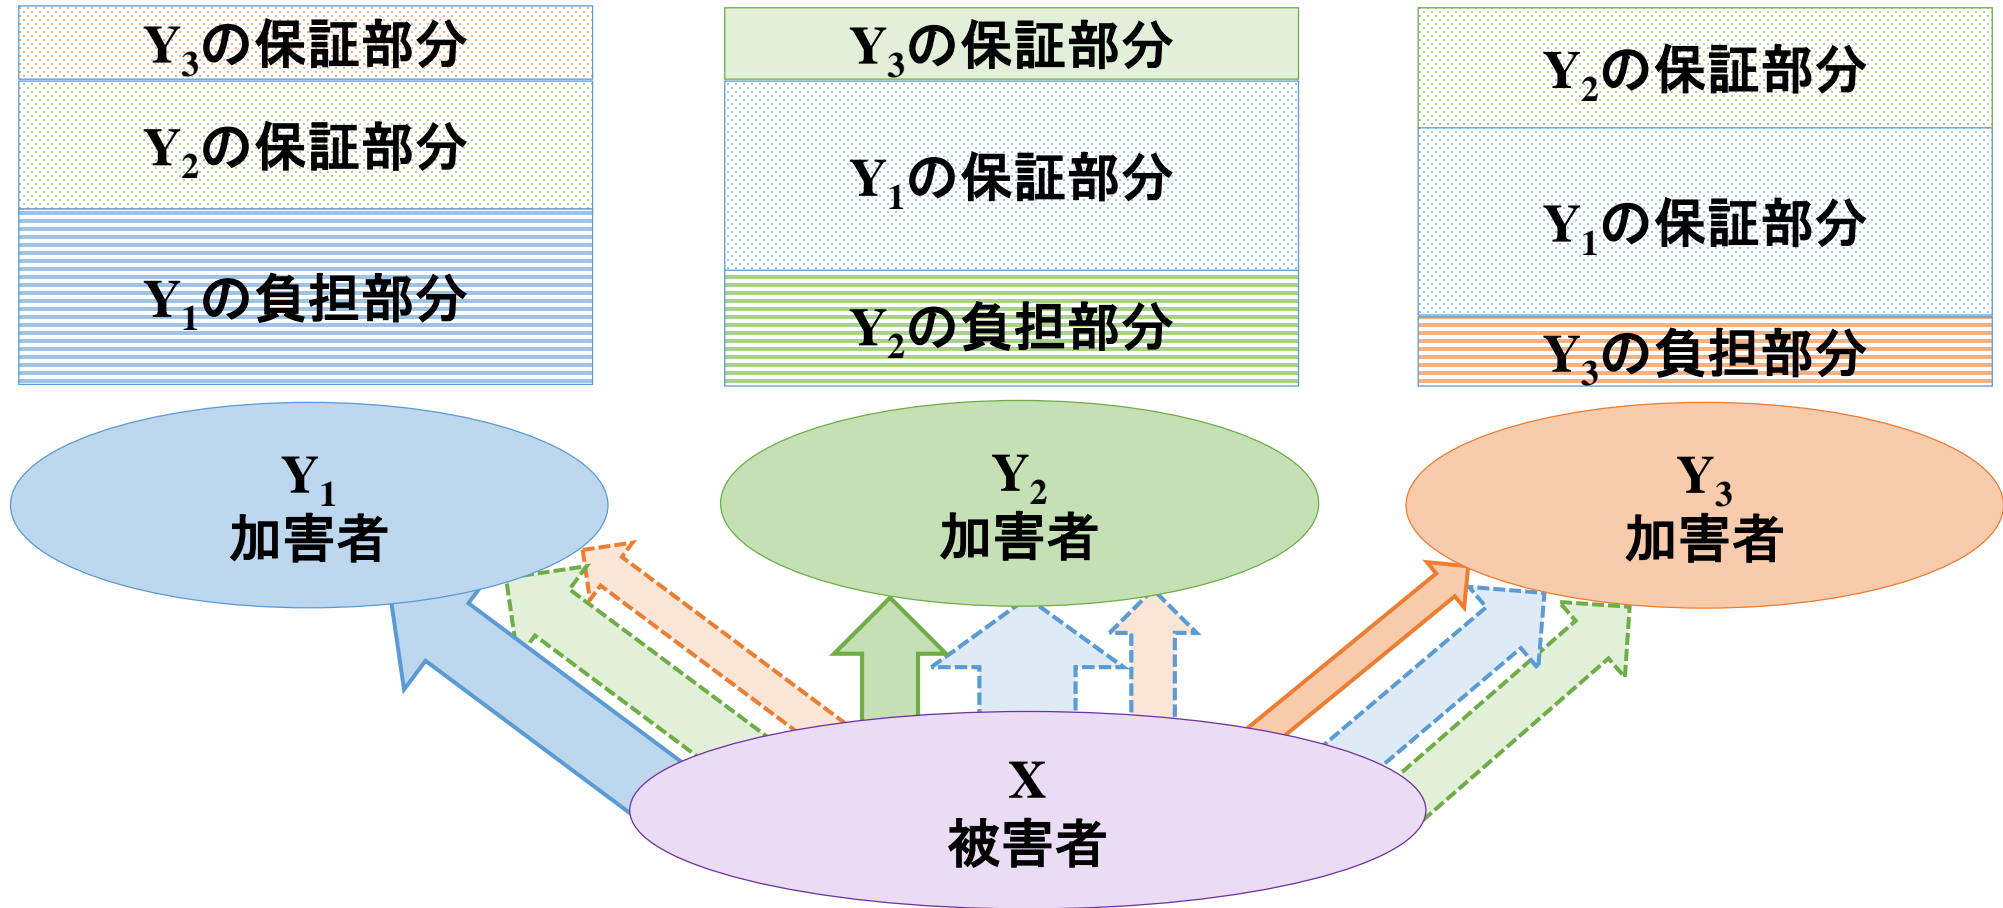 Y₃の保証部分
Y₂の保証部分
Y₁の負担部分
Y₃の保証部分
Y₁の保証部分
Y₂の負担部分
Y₂の保証部分
Y₁の保証部分
Y₃の負担部分
Y₁
加害者
Y₂
加害者
Y₃
加害者
X
被害者